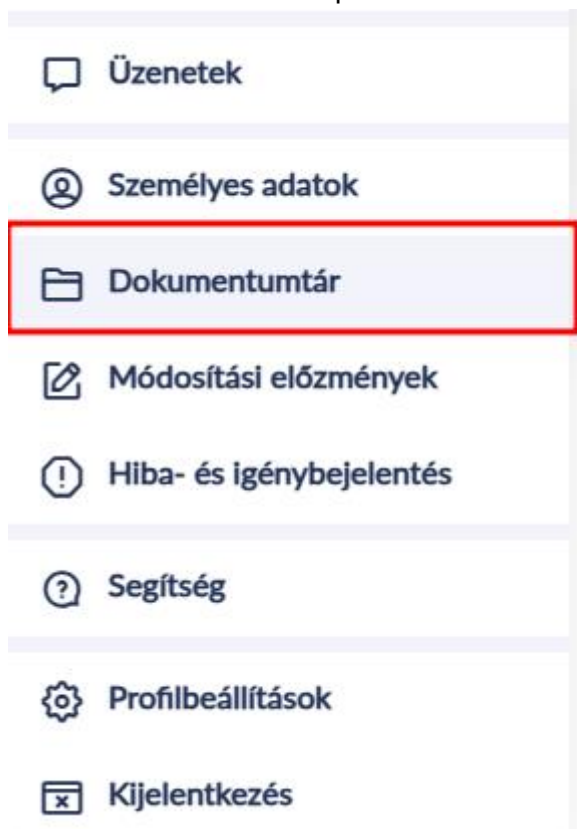 Üzenetek
Személyes adatok
Dokumentumtár
Módosítási előzmények
Hiba- és igénybejelentés
Segítség
Profilbeállítások
Kijelentkezés